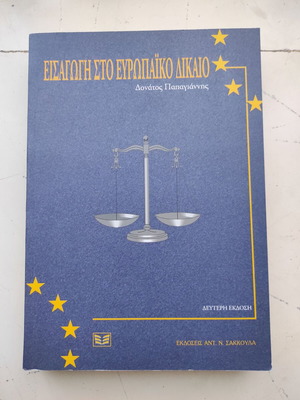 ΕΙΣΑΓΩΓΗ ΣΤΟ ΕΥΡΩΠΑΪΚΟ ΔΙΚΑΙΟ
Δονάτος Παπαγιάννης
ΔΕΥΤΕΡΗ ΕΚΔΟΣΗ
ΕΚΔΟΣΕΙΣ ΑΝΤ. Ν. ΣΑΚΚΟΥΛΑ